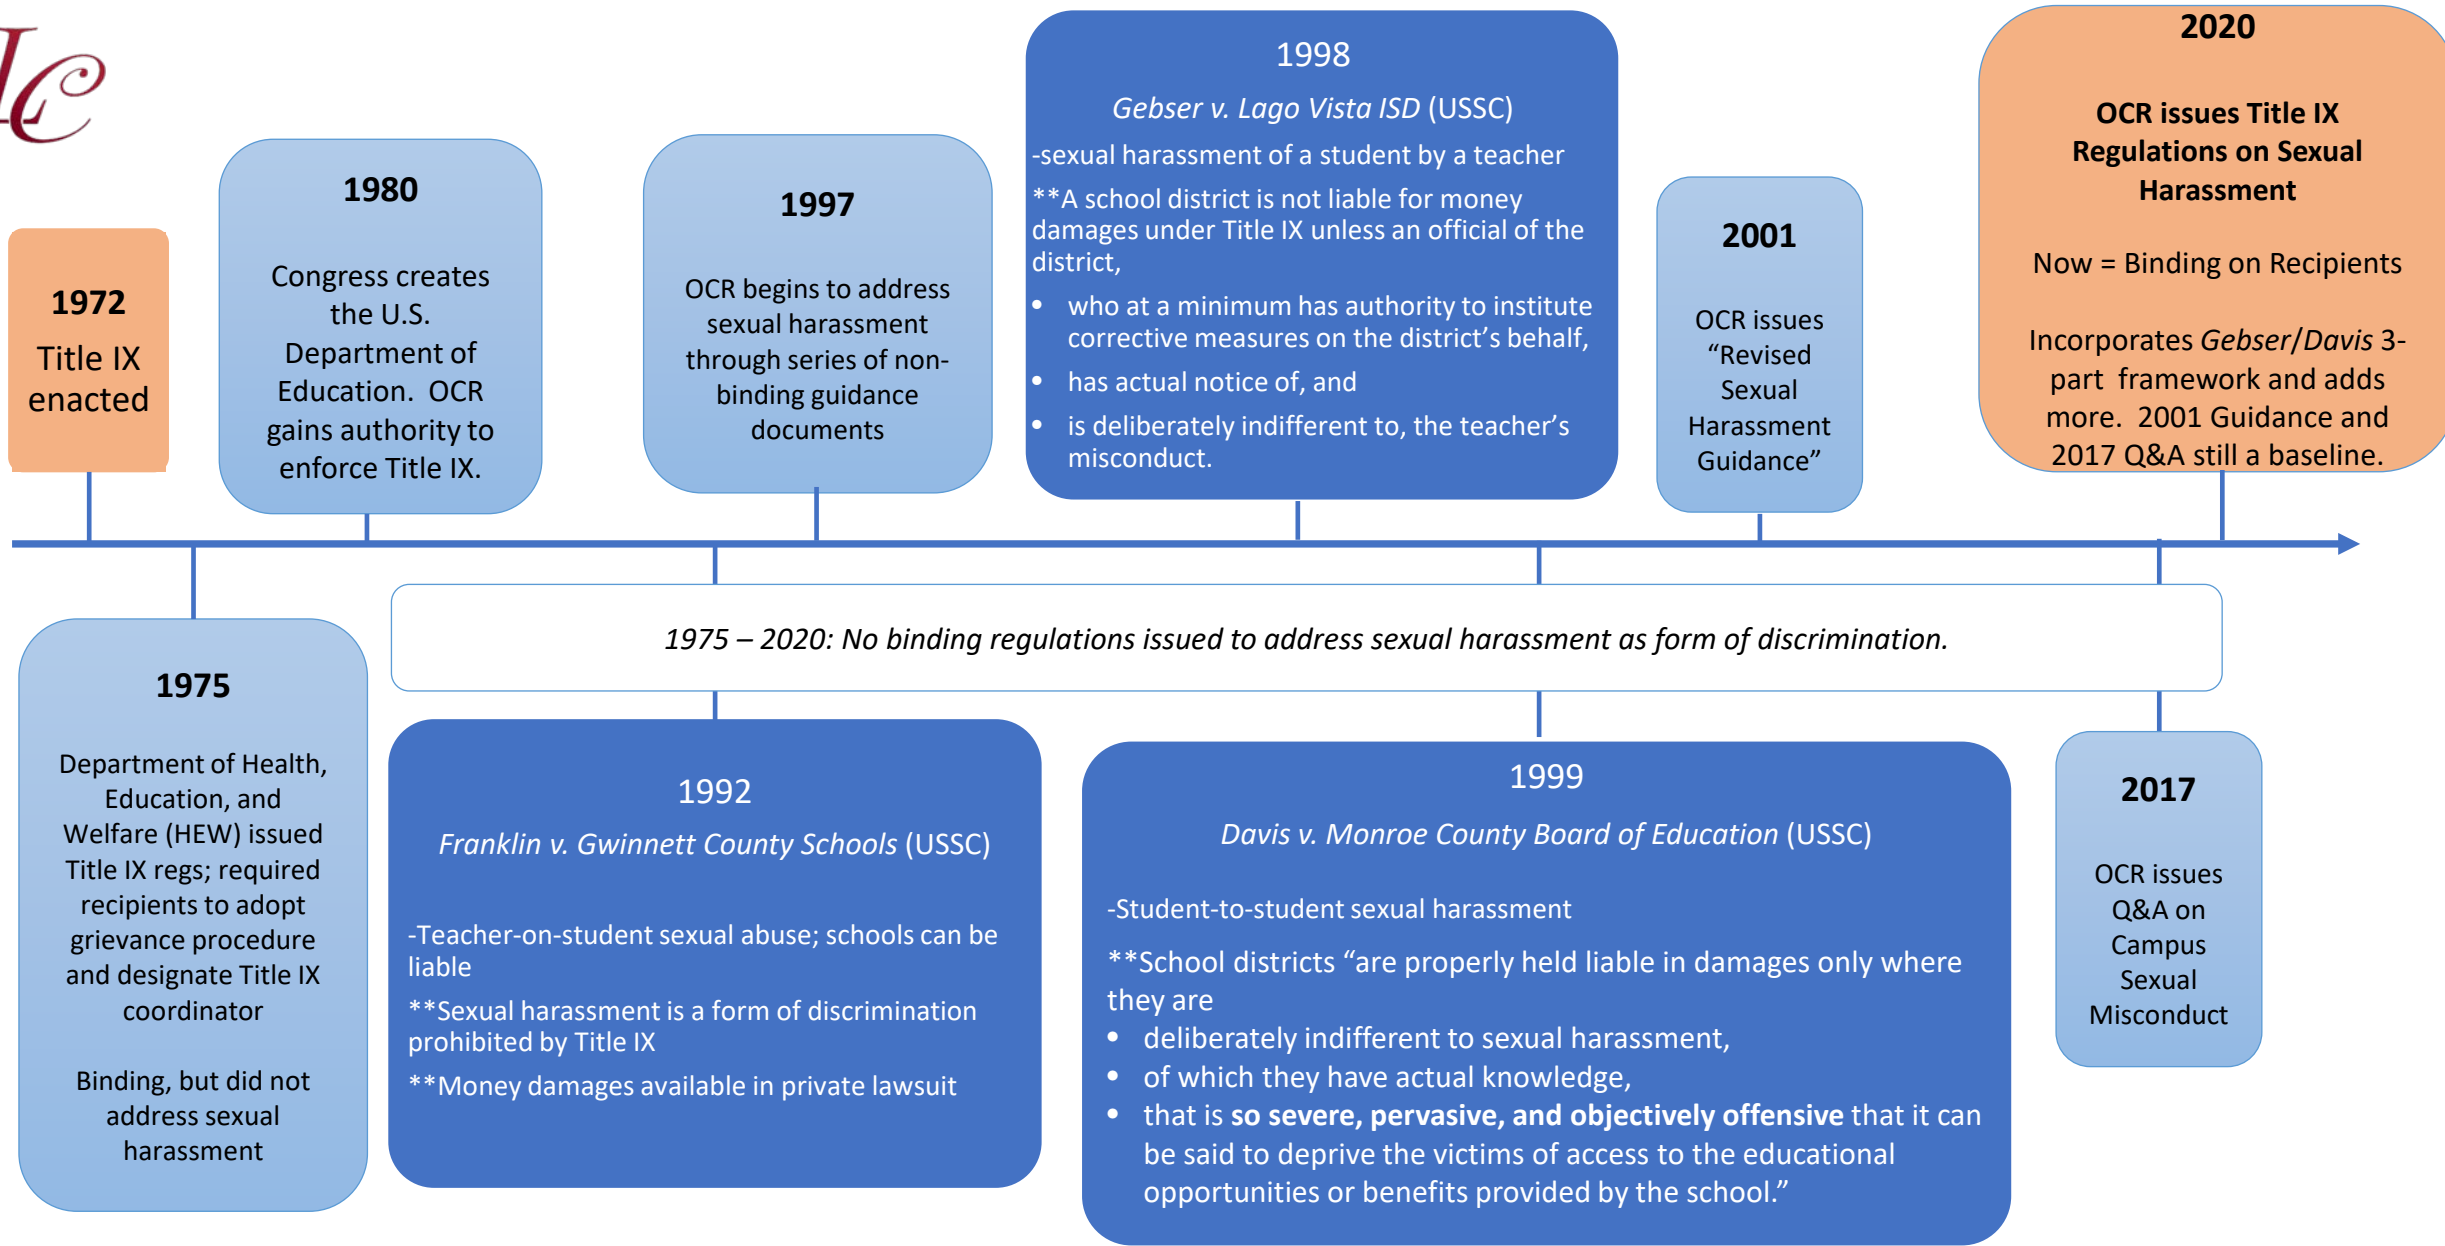 LC
1972
Title IX
enacted
1980
Congress creates
the U.S.
Department of
Education.  OCR
gains authority to
enforce Title IX.
1997
OCR begins to address
sexual harassment
through series of non-
binding guidance
documents
1998
Gebser v. Lago Vista ISD (USSC)
-sexual harassment of a student by a teacher
**A school district is not liable for money
damages under Title IX unless an official of the
district,
• who at a minimum has authority to institute
corrective measures on the district’s behalf,
• has actual notice of, and
• is deliberately indifferent to, the teacher’s
misconduct.
2001
OCR issues
“Revised
Sexual
Harassment
Guidance”
2020
OCR issues Title IX
Regulations on Sexual
Harassment
Now = Binding on Recipients
Incorporates Gebser/Davis 3-
part  framework and adds
more.  2001 Guidance and
2017 Q&A still a baseline.
1975 – 2020: No binding regulations issued to address sexual harassment as form of discrimination.
1975
Department of Health,
Education, and
Welfare (HEW) issued
Title IX regs; required
recipients to adopt
grievance procedure
and designate Title IX
coordinator
Binding, but did not
address sexual
harassment
1992
Franklin v. Gwinnett County Schools (USSC)
-Teacher-on-student sexual abuse; schools can be
liable
**Sexual harassment is a form of discrimination
prohibited by Title IX
**Money damages available in private lawsuit
1999
Davis v. Monroe County Board of Education (USSC)
-Student-to-student sexual harassment
**School districts “are properly held liable in damages only where
they are
• deliberately indifferent to sexual harassment,
• of which they have actual knowledge,
• that is so severe, pervasive, and objectively offensive that it can
be said to deprive the victims of access to the educational
opportunities or benefits provided by the school.”
2017
OCR issues
Q&A on
Campus
Sexual
Misconduct